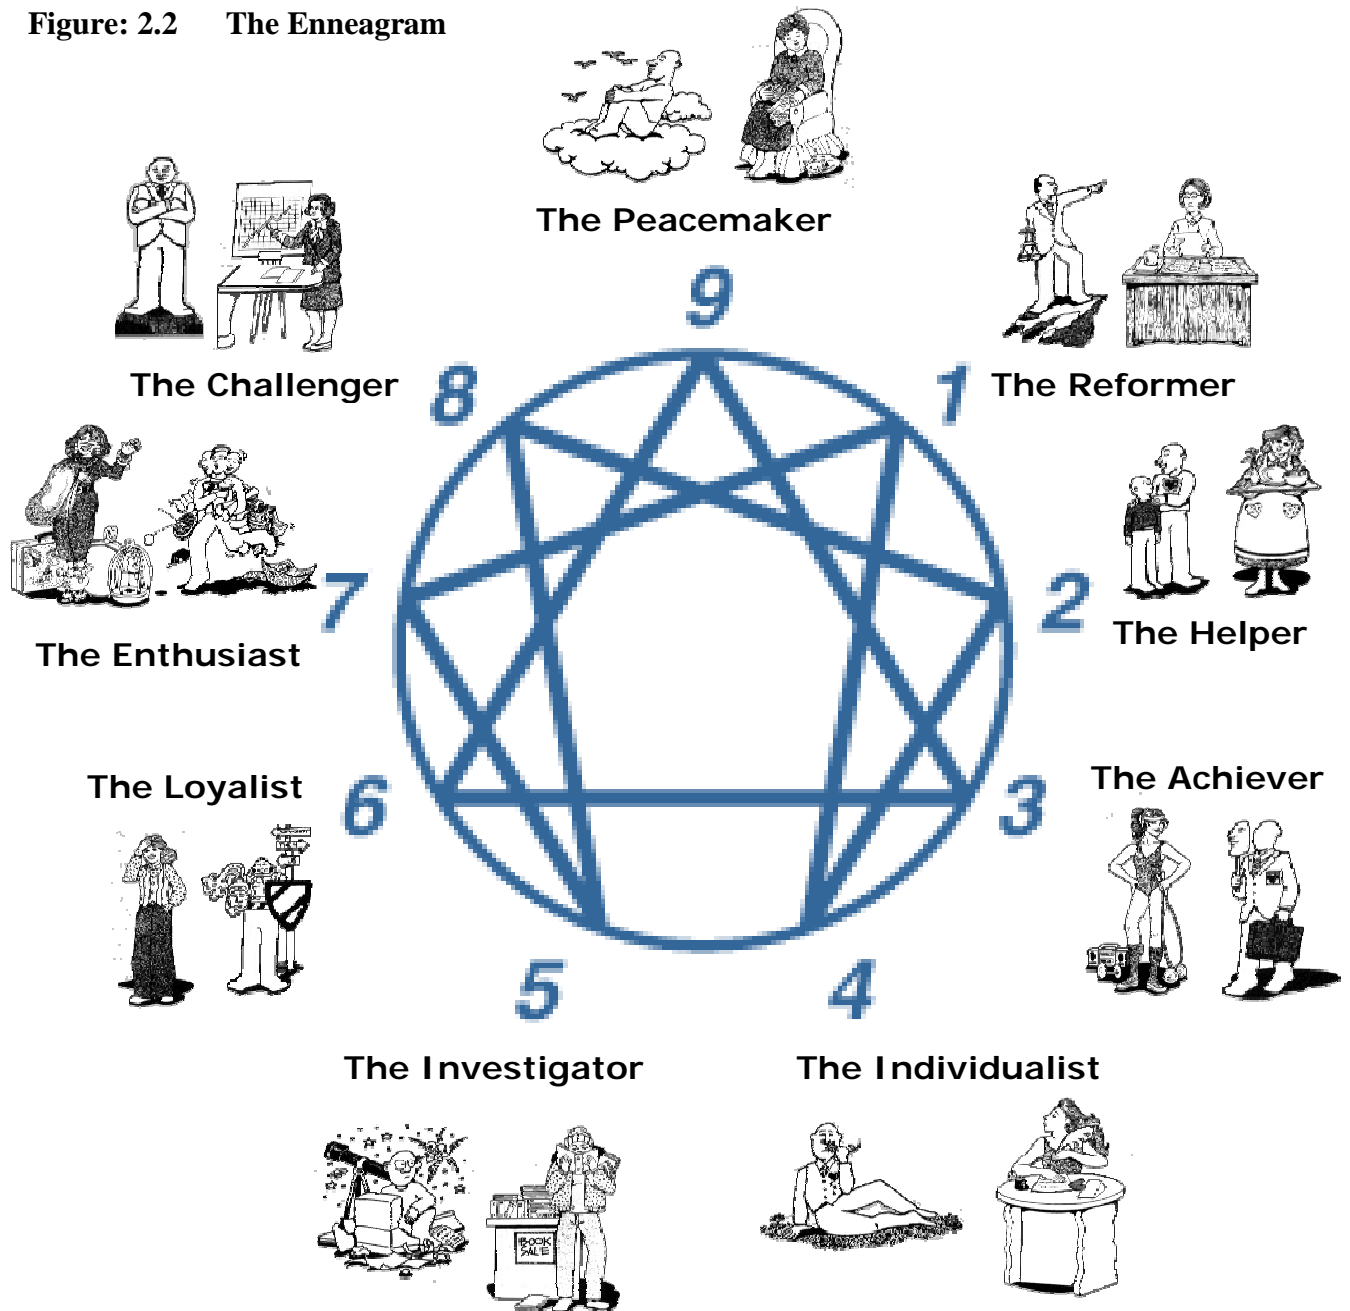 Figure: 2.2 The Enneagram
The Peacemaker
9
The Challenger
8
1
The Reformer
7
The Enthusiast
2
The Helper
The Loyalist
6
3
The Achiever
5
4
The Investigator
The Individualist
BOOK
SALE